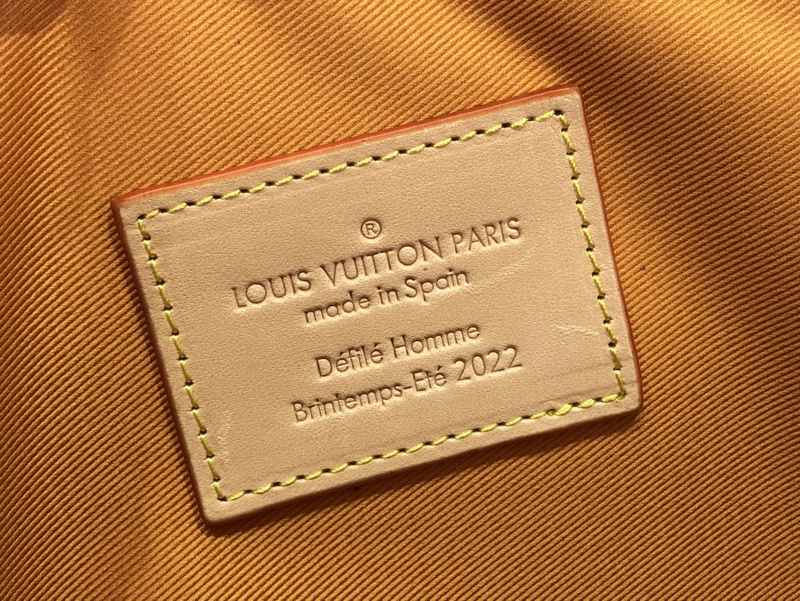 ®
LOUIS VUITTON PARIS
made in Spain
Défilé Homme
Brintemps-Eté 2022